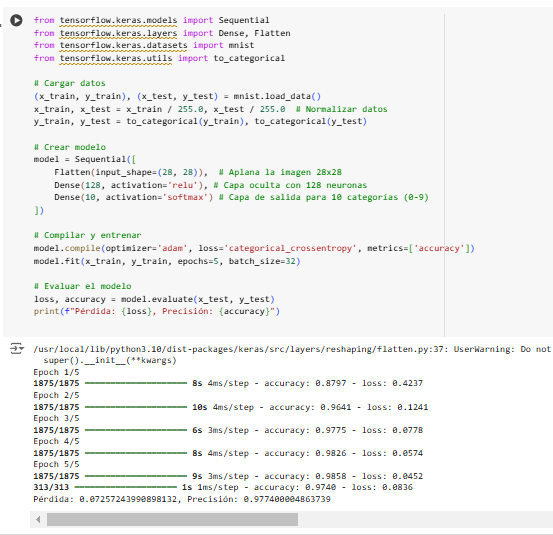 from tensorflow.keras.models import Sequential
from tensorflow.keras.layers import Dense, Flatten
from tensorflow.keras.datasets import mnist
from tensorflow.keras.utils import to_categorical
# Cargar datos
(x_train, y_train), (x_test, y_test) = mnist.load_data()
x_train, x_test = x_train / 255.0, x_test / 255.0  # Normalizar datos
y_train, y_test = to_categorical(y_train), to_categorical(y_test)
# Crear modelo
model = Sequential([
    Flatten(input_shape=(28, 28)),  # Aplana la imagen 28x28
    Dense(128, activation='relu'), # Capa oculta con 128 neuronas
    Dense(10, activation='softmax') # Capa de salida para 10 categorías (0-9)
])
# Compilar y entrenar
model.compile(optimizer='adam', loss='categorical_crossentropy', metrics=['accuracy'])
model.fit(x_train, y_train, epochs=5, batch_size=32)
# Evaluar el modelo
loss, accuracy = model.evaluate(x_test, y_test)
print(f"Pérdida: {loss}, Precisión: {accuracy}")
/usr/local/lib/python3.10/dist-packages/keras/src/layers/reshaping/flatten.py:37: UserWarning: Do not
  super().__init__(**kwargs)
Epoch 1/5
1875/1875 8s 4ms/step - accuracy: 0.8797 - loss: 0.4237
Epoch 2/5
1875/1875 10s 4ms/step - accuracy: 0.9641 - loss: 0.1241
Epoch 3/5
1875/1875 6s 3ms/step - accuracy: 0.9775 - loss: 0.0778
Epoch 4/5
1875/1875 8s 4ms/step - accuracy: 0.9826 - loss: 0.0574
Epoch 5/5
1875/1875 9s 3ms/step - accuracy: 0.9858 - loss: 0.0452
313/313 1s 1ms/step - accuracy: 0.9740 - loss: 0.0836
Pérdida: 0.07257243990898132, Precisión: 0.977400004863739